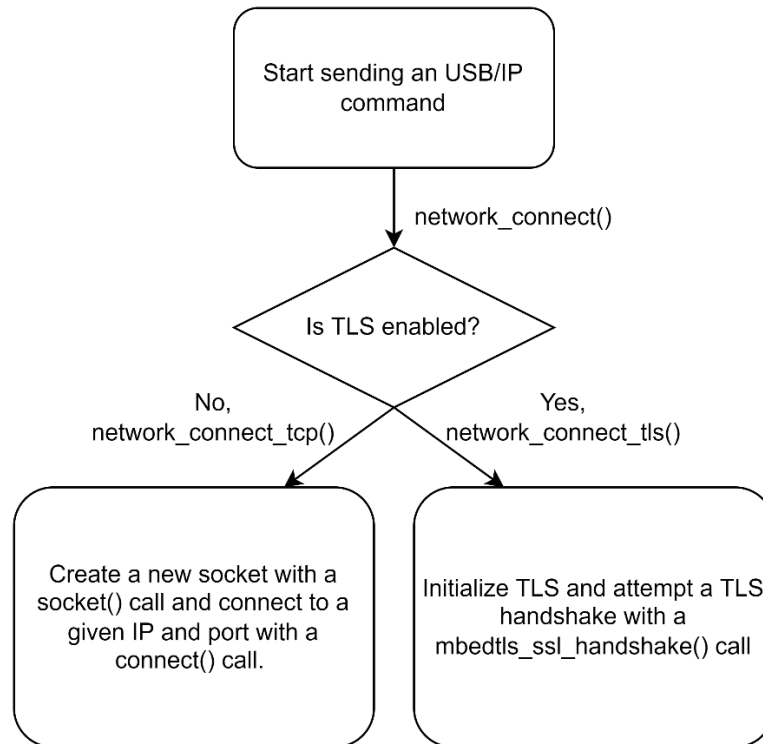 Start sending an USB/IP
command
network_connect()
Is TLS enabled?
No,
network_connect_tcp()
Yes,
network_connect_tls()
Create a new socket with a
socket() call and connect to a
given IP and port with a
connect() call.
Initialize TLS and attempt a TLS
handshake with a
mbedtls_ssl_handshake() call